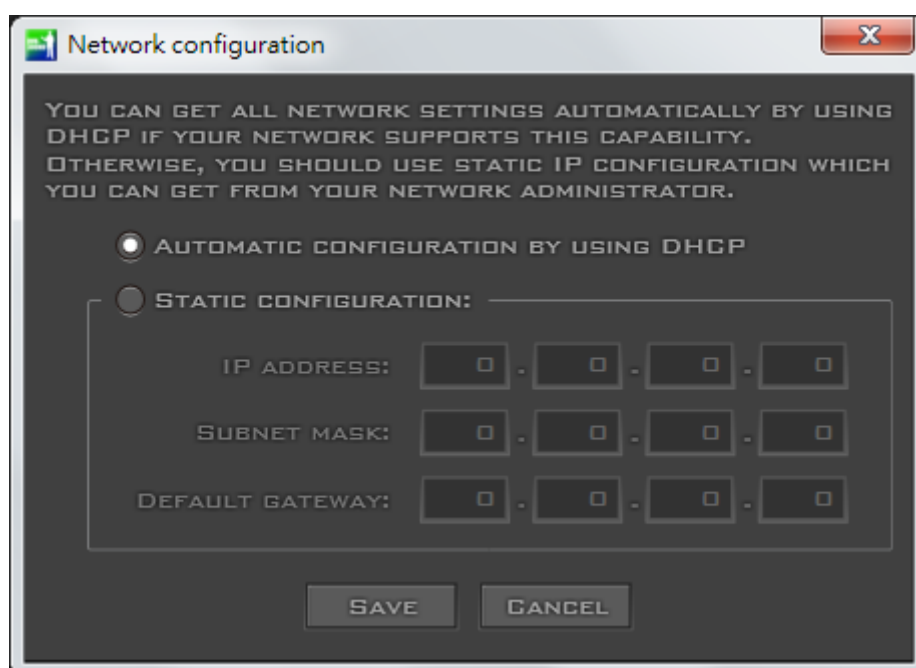 Network configuration
YOU CAN GET ALL NETWORK SETTINGS AUTOMATICALLY BY USING
DHCP IF YOUR NETWORK SUPPORTS THIS CAPABILITY.
OTHERWISE, YOU SHOULD USE STATIC IP CONFIGURATION WHICH
YOU CAN GET FROM YOUR NETWORK ADMINISTRATOR.
AUTOMATIC CONFIGURATION BY USING DHCP
STATIC CONFIGURATION:
IP ADDRESS: 0 . 0 . 0 . 0
SUBNET MASK: 0 . 0 . 0 . 0
DEFAULT GATEWAY: 0 . 0 . 0 . 0
SAVE CANCEL